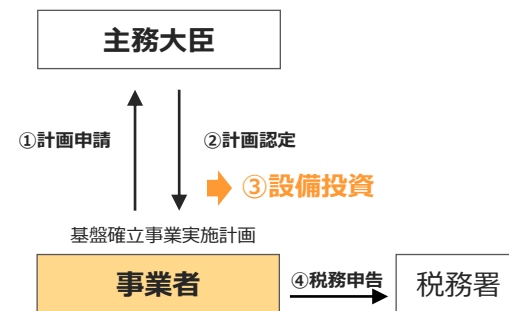 主務大臣
①計画申請
②計画認定
③設備投資
基盤確立事業実施計画
事業者
④税務申告
税務署